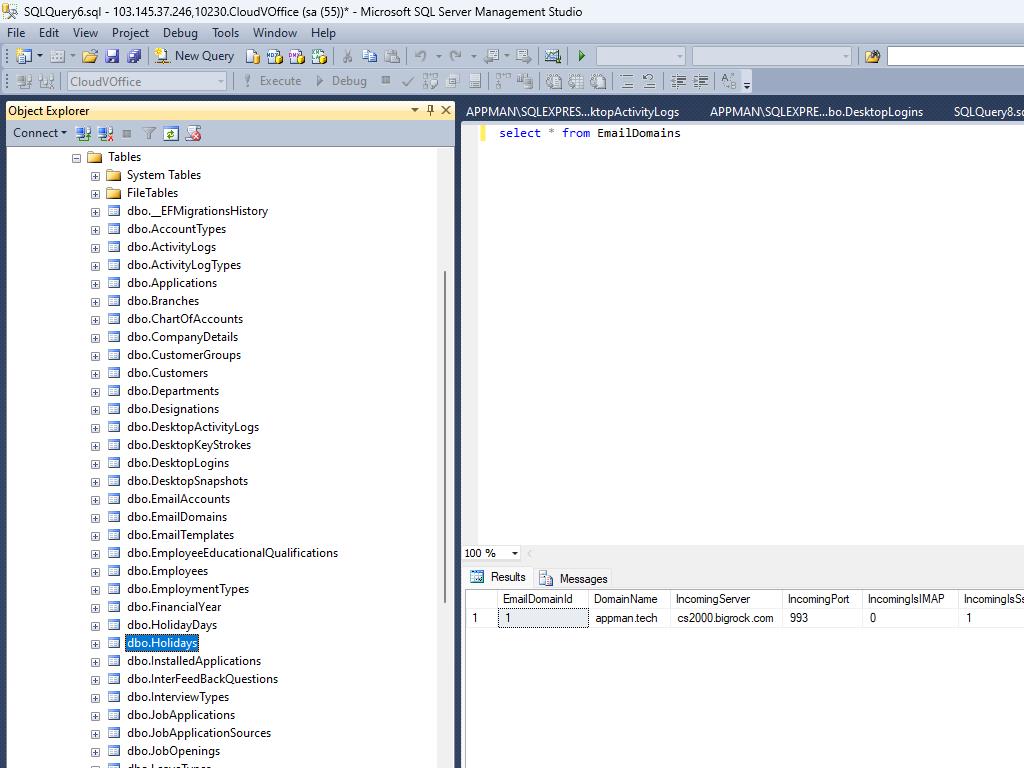 SQLQuery6.sql - 103.145.37.246,10230.CloudVOffice (sa (55))* - Microsoft SQL Server Management Studio
File Edit View Project Debug Tools Window Help
New Query
CloudVOffice Execute Debug
Object Explorer
Connect
Tables
System Tables
FileTables
dbo.__EFMigrationsHistory
dbo.AccountTypes
dbo.ActivityLogs
dbo.ActivityLogTypes
dbo.Applications
dbo.Branches
dbo.ChartOfAccounts
dbo.CompanyDetails
dbo.CustomerGroups
dbo.Customers
dbo.Departments
dbo.Designations
dbo.DesktopActivityLogs
dbo.DesktopKeyStrokes
dbo.DesktopLogins
dbo.DesktopSnapshots
dbo.EmailAccounts
dbo.EmailDomains
dbo.EmailTemplates
dbo.EmployeeEducationalQualifications
dbo.Employees
dbo.EmploymentTypes
dbo.FinancialYear
dbo.HolidayDays
dbo.Holidays
dbo.InstalledApplications
dbo.InterFeedBackQuestions
dbo.InterviewTypes
dbo.JobApplications
dbo.JobApplicationSources
dbo.JobOpenings
APPMAN\SQLEXPRES...ktopActivityLogs APPMAN\SQLEXPRE...bo.DesktopLogins SQLQuery8.sq
select * from EmailDomains
100 %
Results Messages
EmailDomainId DomainName IncomingServer IncomingPort IncomingIsIMAP IncomingIsSs
1 1 appman.tech cs2000.bigrock.com 993 0 1